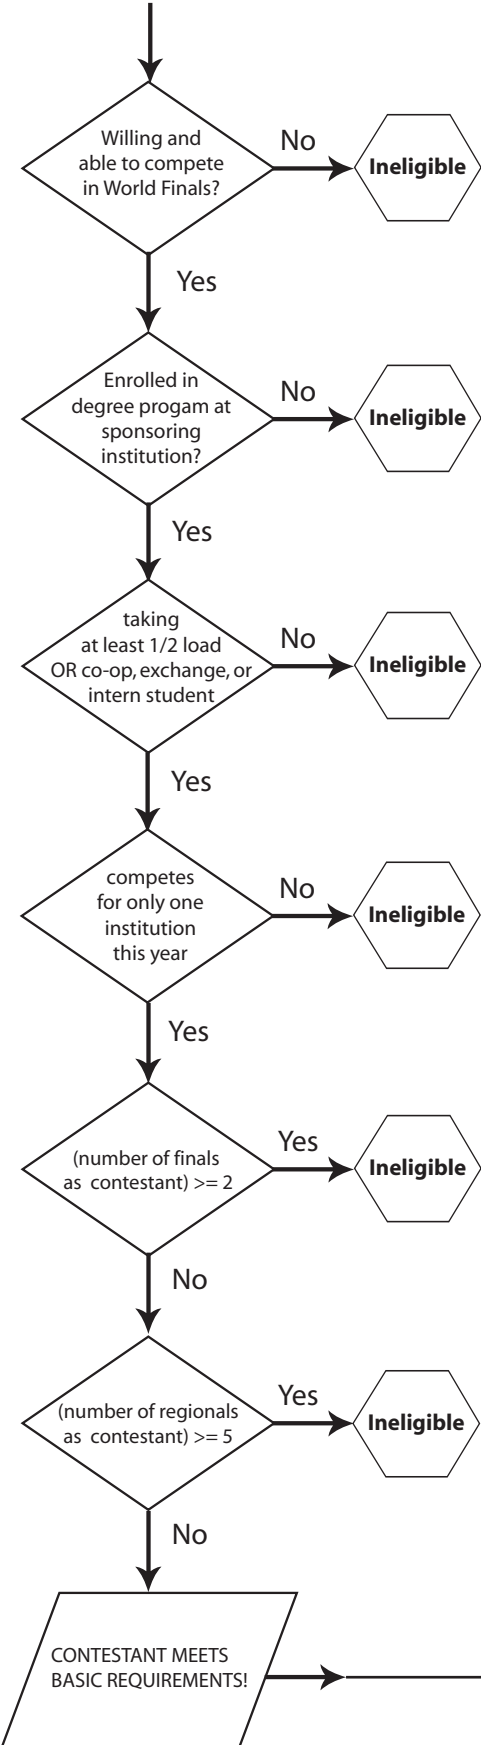 Willing and
able to compete
in World Finals?
No
Ineligible
Yes
Enrolled in
degree progam at
sponsoring
institution?
No
Ineligible
Yes
taking
at least 1/2 load
OR co-op, exchange, or
intern student
No
Ineligible
Yes
competes
for only one
institution
this year
No
Ineligible
Yes
(number of finals
as contestant) >= 2
Yes
Ineligible
No
(number of regionals
as contestant) >= 5
Yes
Ineligible
No
CONTESTANT MEETS
BASIC REQUIREMENTS!